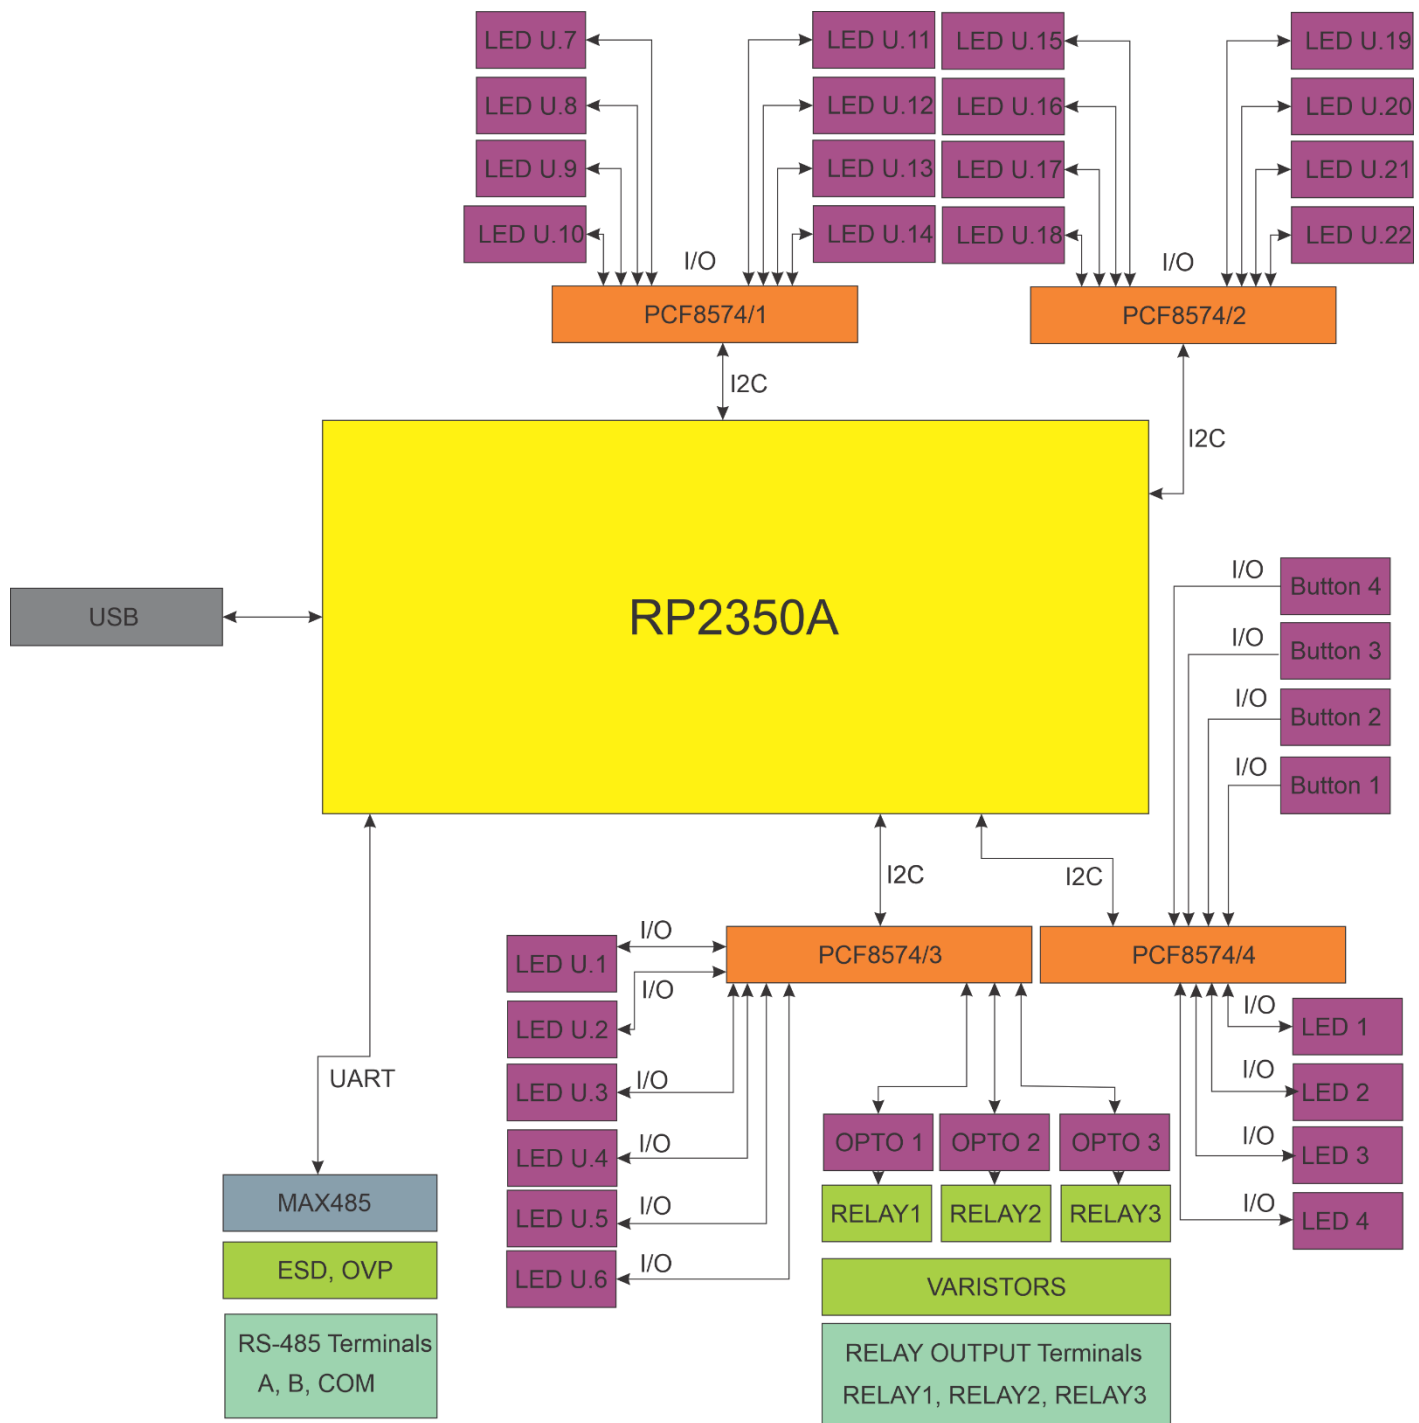 LED U.7
LED U.11
LED U.15
LED U.19
LED U.8
LED U.12
LED U.16
LED U.20
LED U.9
LED U.13
LED U.17
LED U.21
LED U.10
LED U.14
LED U.18
LED U.22
I/O
I/O
PCF8574/1
PCF8574/2
I2C
I2C
RP2350A
USB
I/O
Button 4
I/O
Button 3
I/O
Button 2
I/O
Button 1
I2C
I2C
PCF8574/3
PCF8574/4
I/O
LED U.1
I/O
LED U.2
I/O
LED U.3
I/O
LED U.4
I/O
LED U.5
I/O
LED U.6
I/O
LED 1
I/O
LED 2
I/O
LED 3
I/O
LED 4
OPTO 1
OPTO 2
OPTO 3
RELAY1
RELAY2
RELAY3
VARISTORS
RELAY OUTPUT Terminals
RELAY1, RELAY2, RELAY3
UART
MAX485
ESD, OVP
RS-485 Terminals
A, B, COM